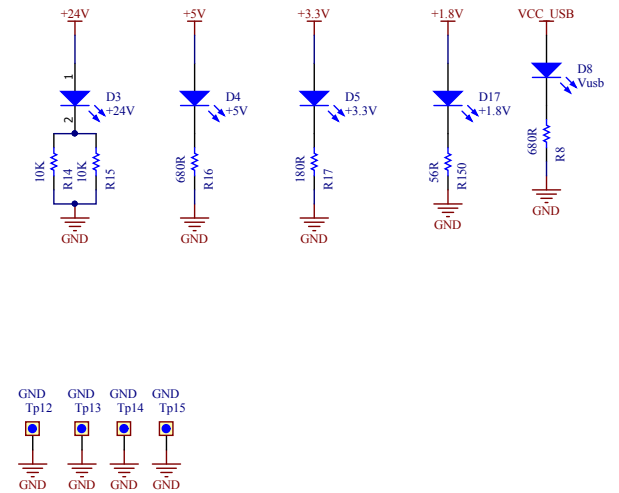 +24V
+5V
+3.3V
+1.8V
VCC_USB
1
D3
+24V
2
10K
R14
10K
R15
GND
D4
+5V
680R
R16
GND
D5
+3.3V
180R
R17
GND
D17
+1.8V
56R
R150
GND
D8
Vusb
680R
R8
GND
GND
Tp12
GND
GND
Tp13
GND
GND
Tp14
GND
GND
Tp15
GND